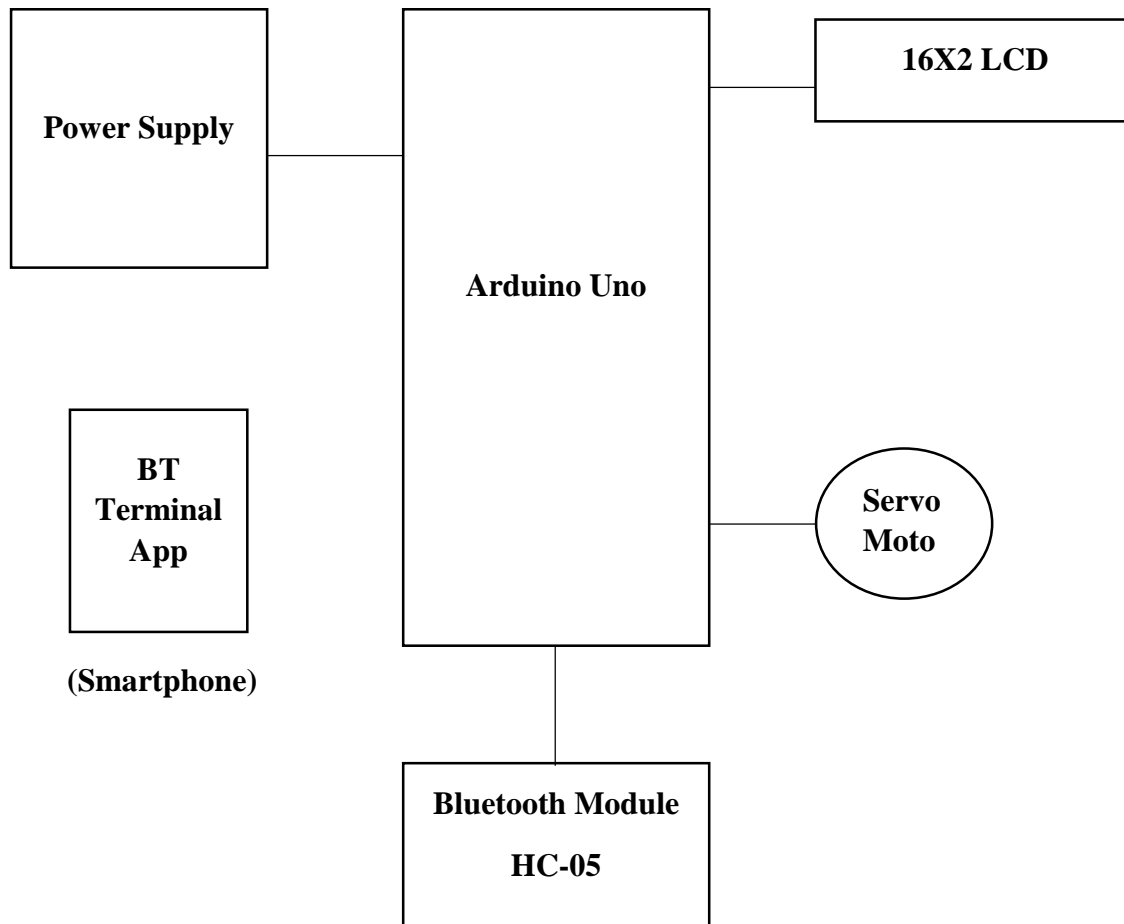 Power Supply
Arduino Uno
16X2 LCD
BT
Terminal
App
(Smartphone)
Servo
Moto
Bluetooth Module
HC-05